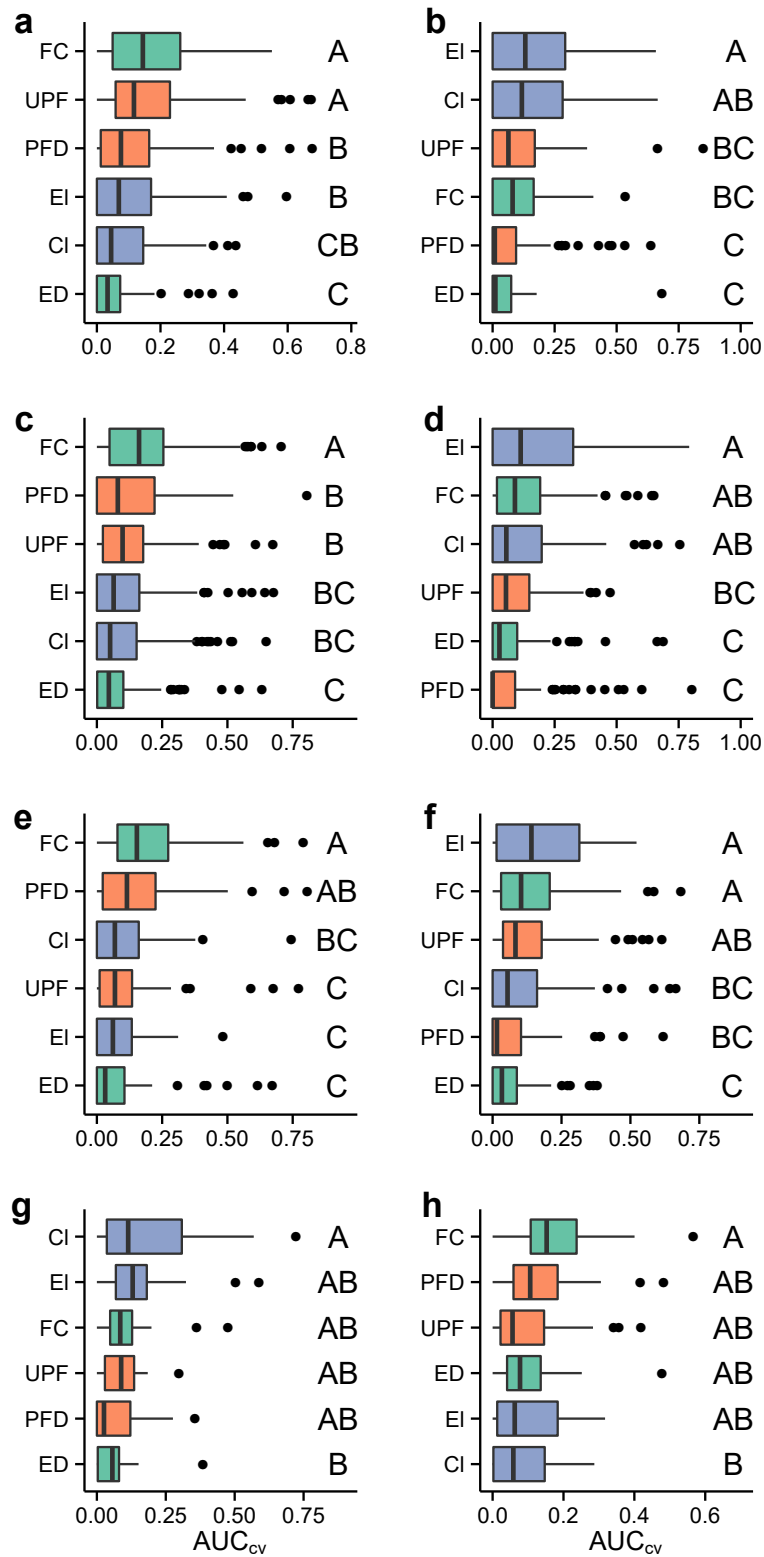 a
FC A
UPF A
PFD B
EI B
CI CB
ED C
0.0 0.2 0.4 0.6 0.8
b
EI A
CI AB
UPF BC
FC BC
PFD C
ED C
0.00 0.25 0.50 0.75 1.00
c
FC A
PFD B
UPF B
EI BC
CI BC
ED C
0.00 0.25 0.50 0.75
d
EI A
FC AB
CI AB
UPF BC
ED C
PFD C
0.00 0.25 0.50 0.75 1.00
e
FC A
PFD AB
CI BC
UPF C
EI C
ED C
0.00 0.25 0.50 0.75
f
EI A
FC A
UPF AB
CI BC
PFD BC
ED C
0.00 0.25 0.50 0.75
g
CI A
EI AB
FC AB
UPF AB
PFD AB
ED B
0.00 0.25 0.50 0.75
AUCcv
h
FC A
PFD AB
UPF AB
ED AB
EI AB
CI B
0.0 0.2 0.4 0.6
AUCcv